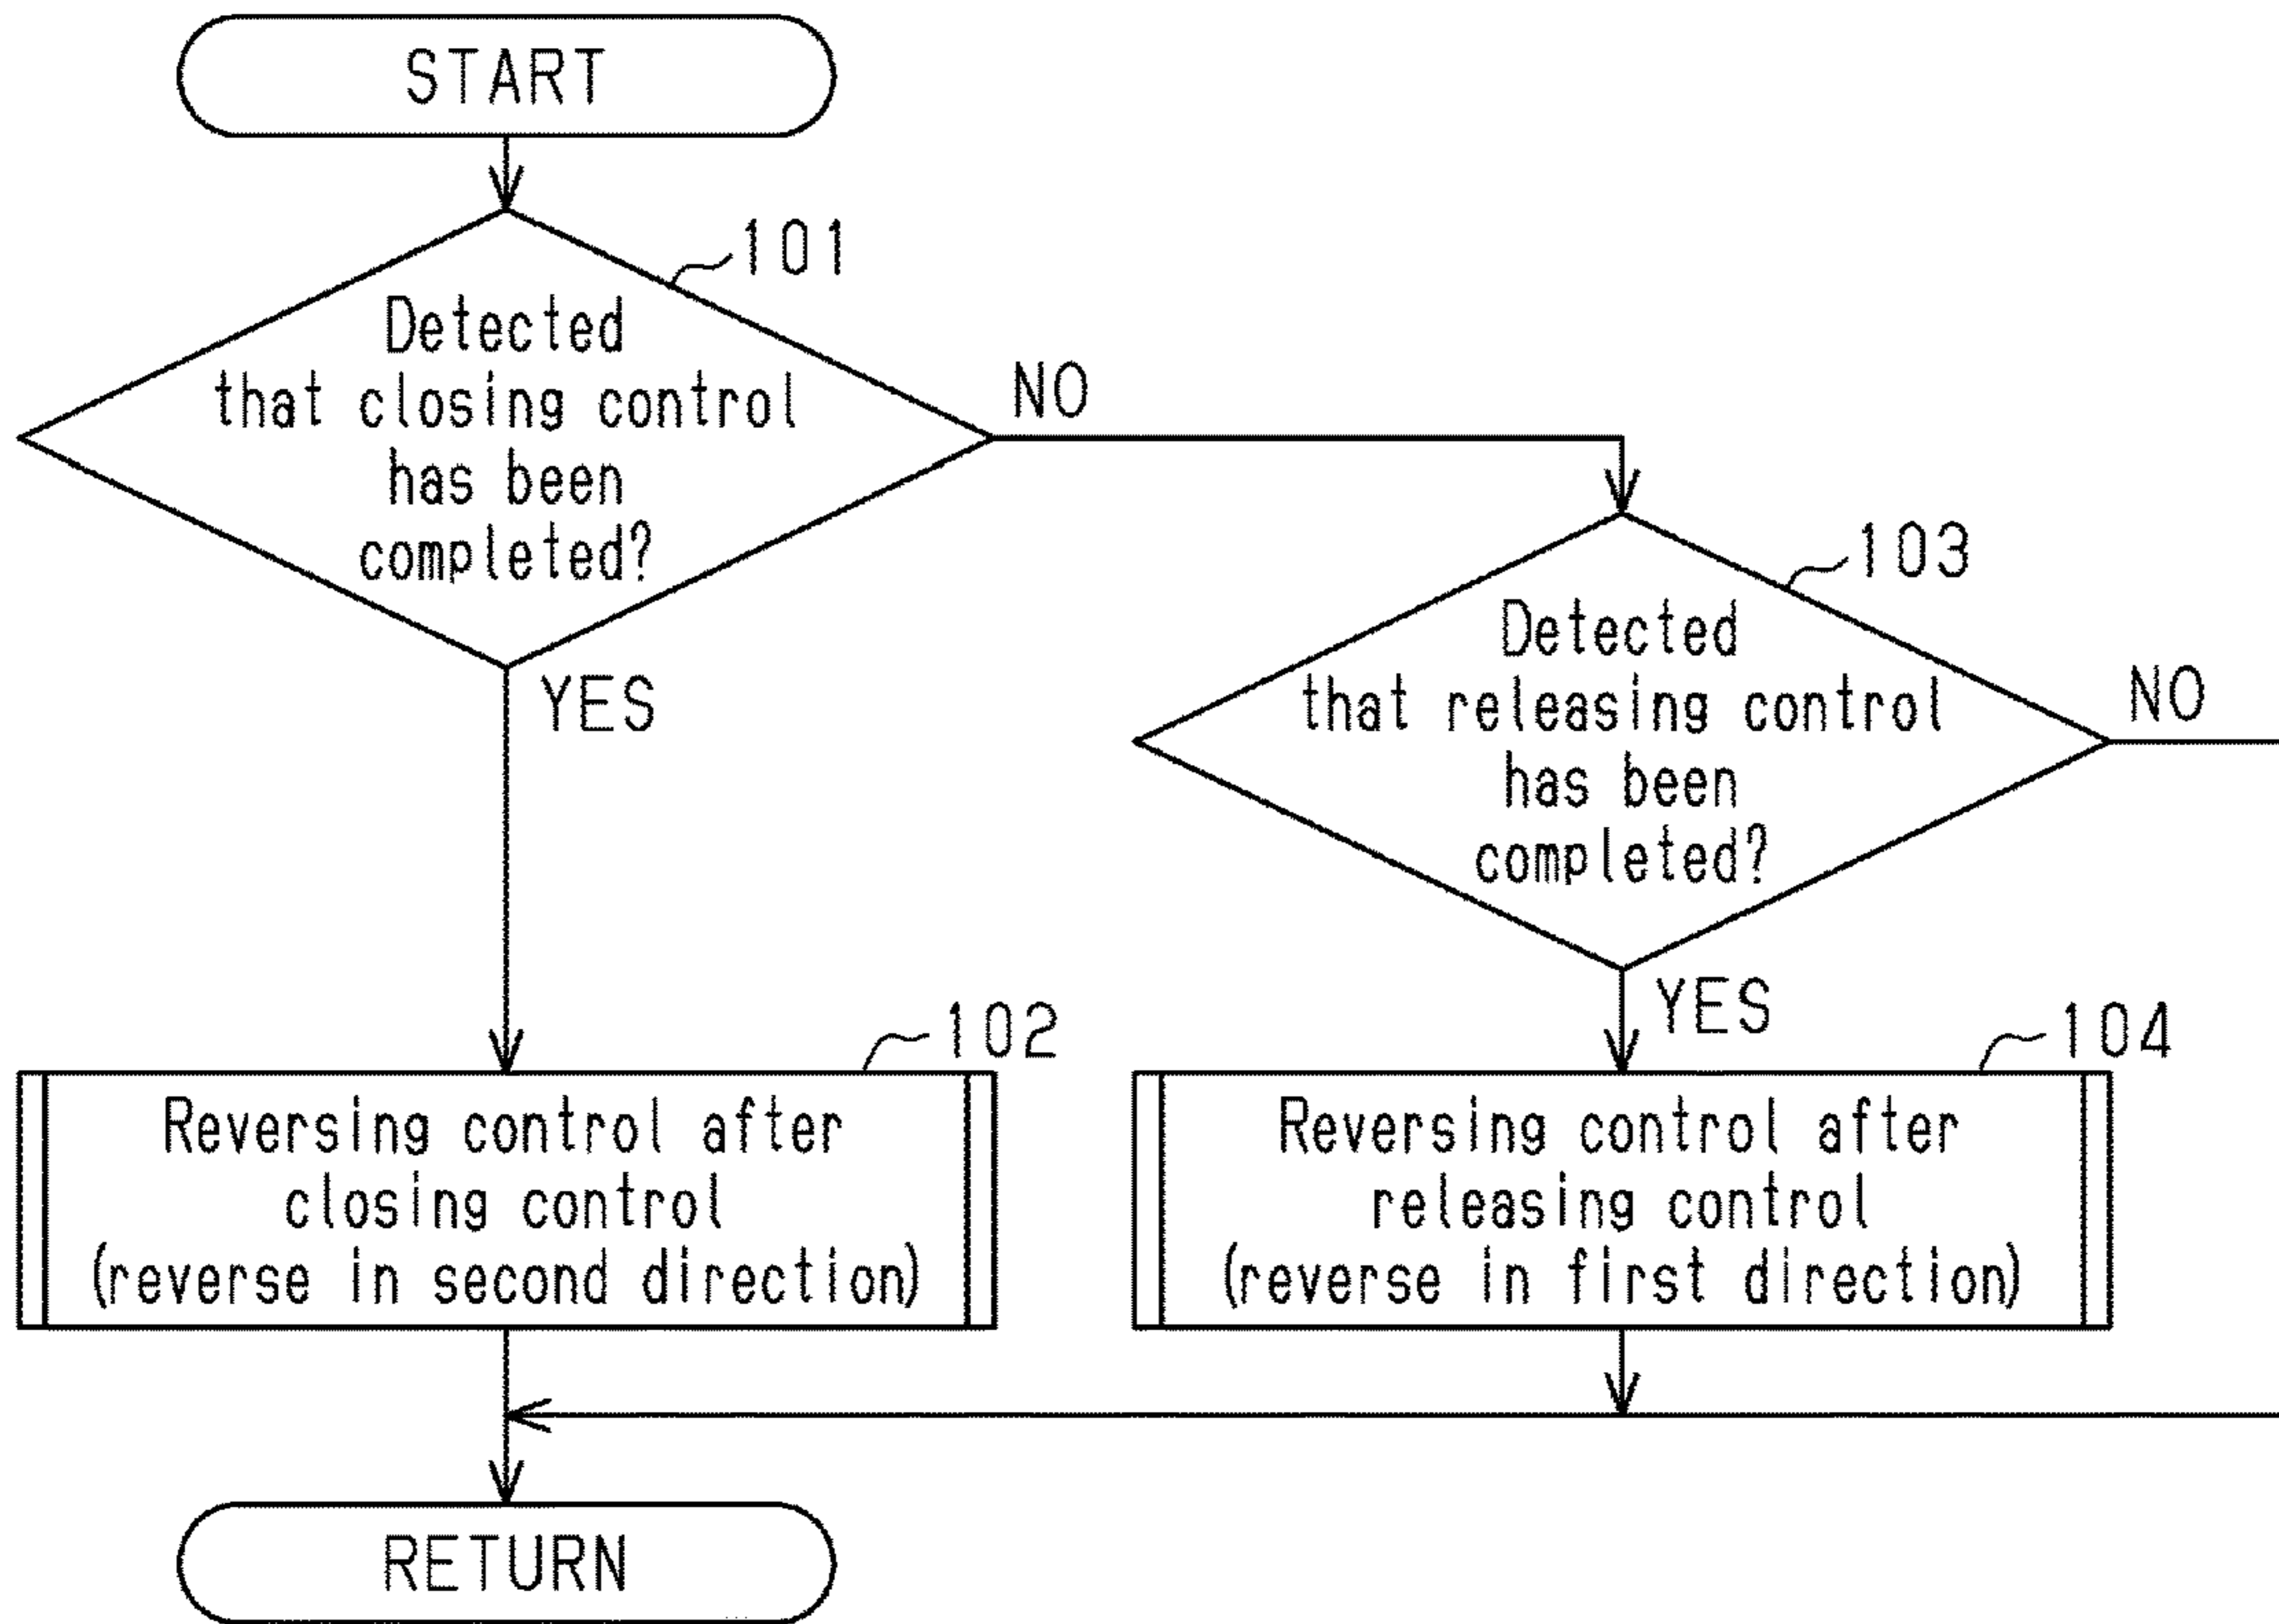 START
101
Detected
that closing control
has been
completed?
NO
YES
103
Detected
that releasing control
has been
completed?
NO
YES
102
Reversing control after
closing control
(reverse in second direction)
104
Reversing control after
releasing control
(reverse in first direction)
RETURN